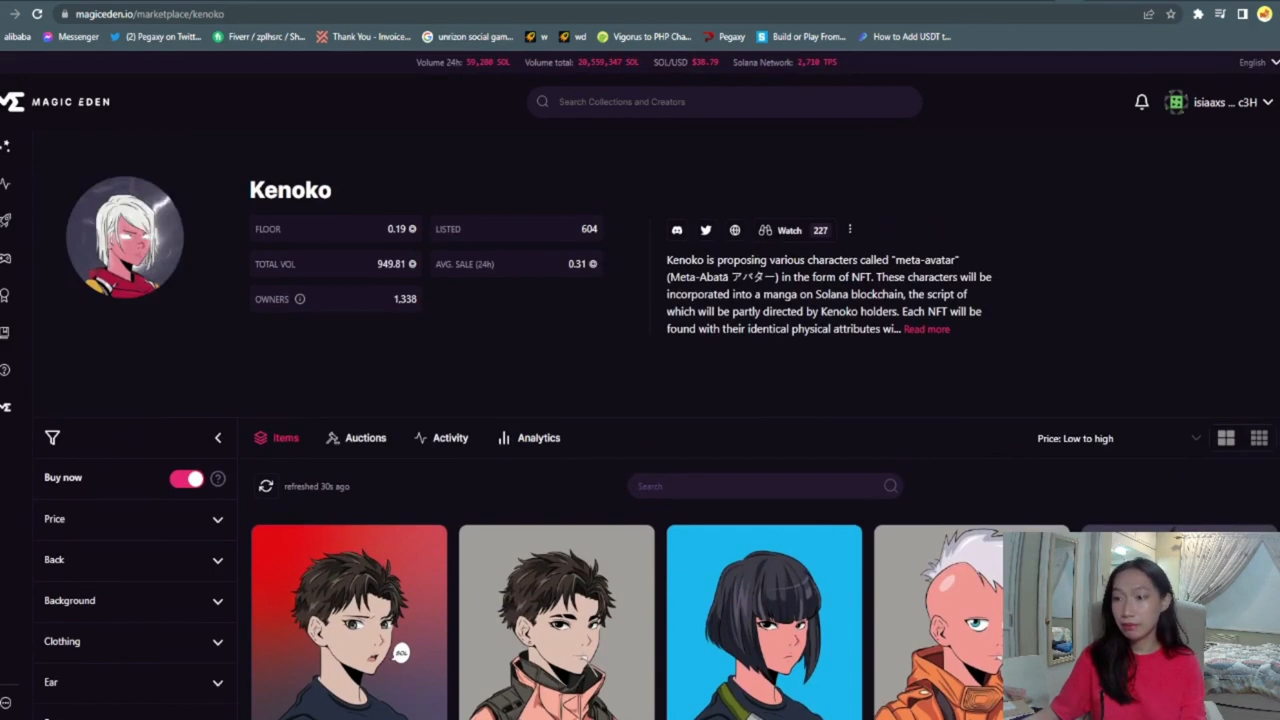 magiceden.io/marketplace/kenoko
alibaba
Messenger
(2) Pegaxy on Twitt...
Fiverr / zplhsrc / Sh...
Thank You - Invoice...
unrizon social gam...
w
wd
Vigorus to PHP Cha...
Pegaxy
Build or Play From...
How to Add USDT t...
Volume 24h: 59,208 SOL
Volume total: 20,559,347 SOL
SOL/USD $38.79
Solana Network: 2,710 TPS
English
MAGIC EDEN
Search Collections and Creators
isiaaxs ... c3H
Kenoko
FLOOR 0.19
LISTED 604
TOTAL VOL 949.81
AVG. SALE (24h) 0.31
OWNERS 1,338
Watch 227
Kenoko is proposing various characters called "meta-avatar"
(Meta-Abatā アバター) in the form of NFT. These characters will be
incorporated into a manga on Solana blockchain, the script of
which will be partly directed by Kenoko holders. Each NFT will be
found with their identical physical attributes wi... Read more
Items
Auctions
Activity
Analytics
Price: Low to high
Buy now
refreshed 30s ago
Search
Price
Back
Background
Clothing
Ear
SOL